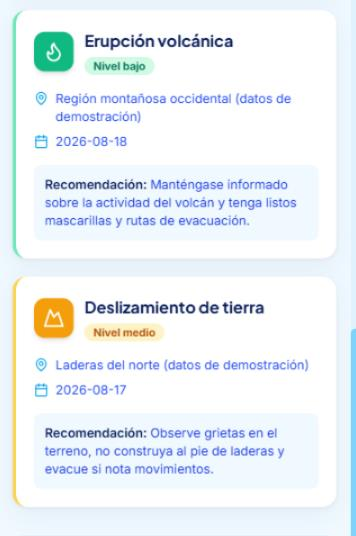 Erupción volcánica
Nivel bajo
Región montañosa occidental (datos de
demostración)
2026-08-18
Recomendación: Manténgase informado
sobre la actividad del volcán y tenga listos
mascarillas y rutas de evacuación.
Deslizamiento de tierra
Nivel medio
Laderas del norte (datos de demostración)
2026-08-17
Recomendación: Observe grietas en el
terreno, no construya al pie de laderas y
evacue si nota movimientos.